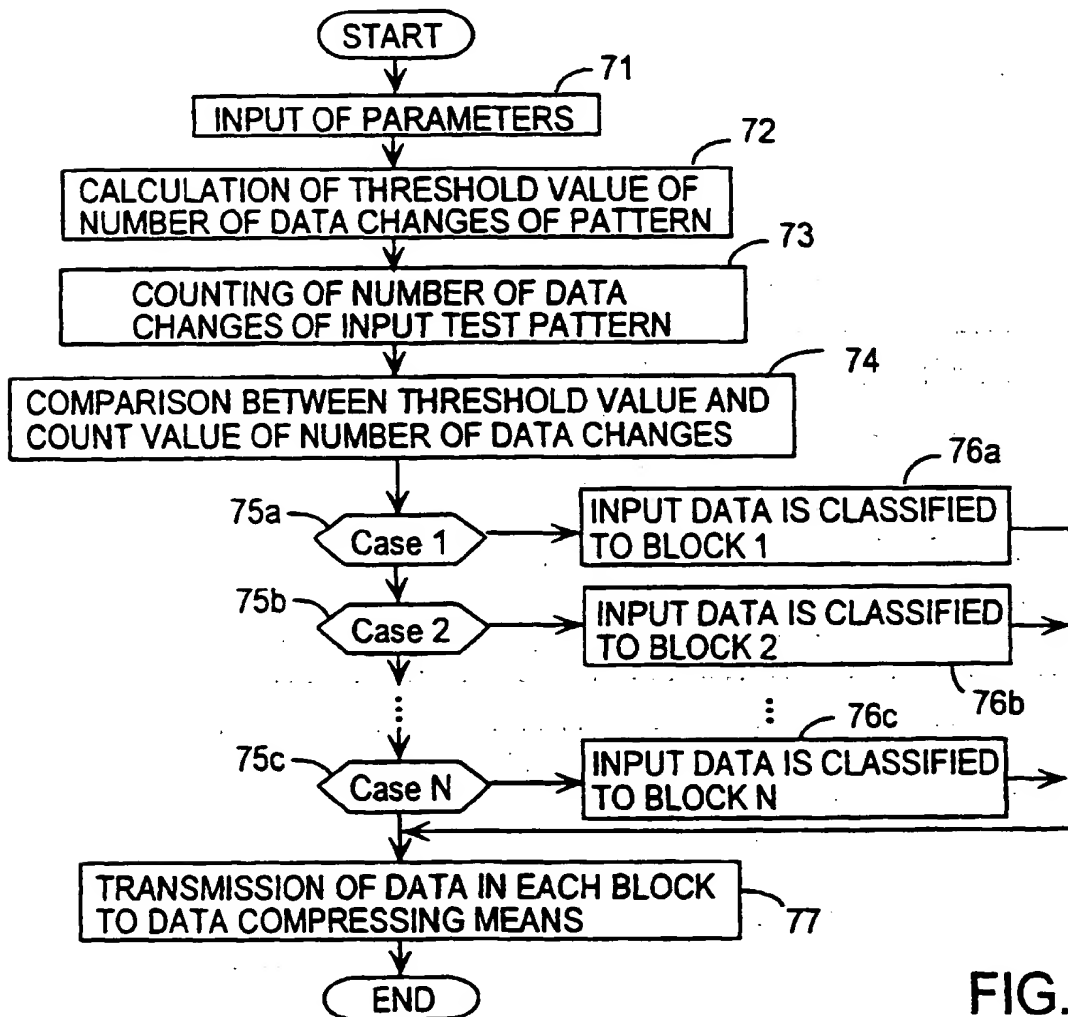 START
71
INPUT OF PARAMETERS
72
CALCULATION OF THRESHOLD VALUE OF
NUMBER OF DATA CHANGES OF PATTERN
73
COUNTING OF NUMBER OF DATA
CHANGES OF INPUT TEST PATTERN
74
COMPARISON BETWEEN THRESHOLD VALUE AND
COUNT VALUE OF NUMBER OF DATA CHANGES
76a
75a
Case 1
INPUT DATA IS CLASSIFIED
TO BLOCK 1
75b
Case 2
INPUT DATA IS CLASSIFIED
TO BLOCK 2
76b
76c
75c
Case N
INPUT DATA IS CLASSIFIED
TO BLOCK N
TRANSMISSION OF DATA IN EACH BLOCK
TO DATA COMPRESSING MEANS
77
END
FIG.